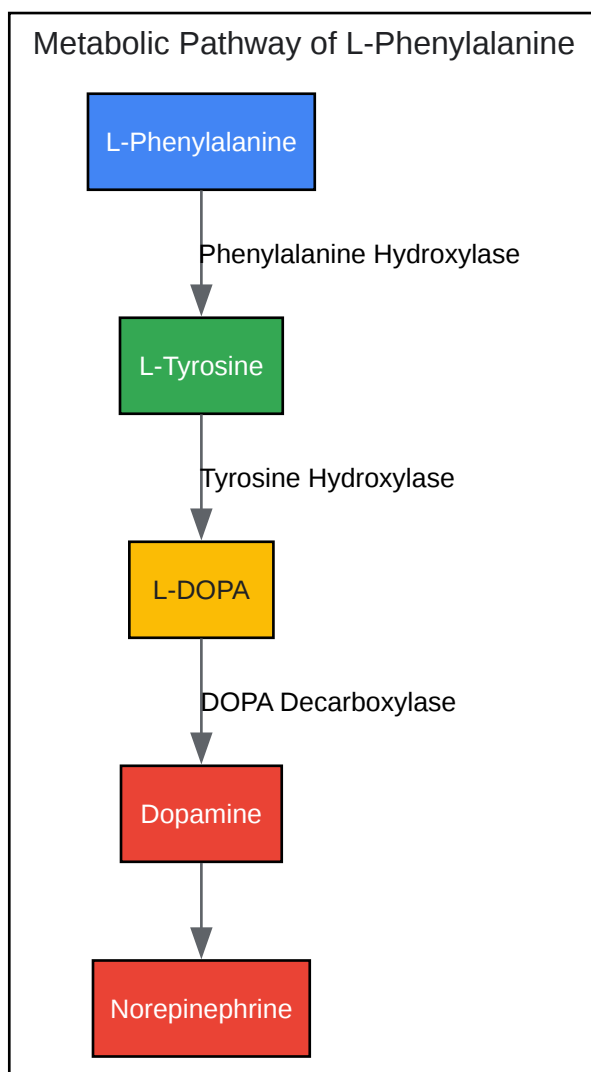 Metabolic Pathway of L-Phenylalanine
L-Phenylalanine
Phenylalanine Hydroxylase
L-Tyrosine
Tyrosine Hydroxylase
L-DOPA
DOPA Decarboxylase
Dopamine
Norepinephrine